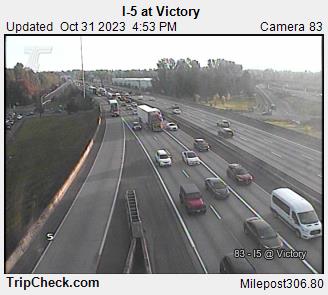 I-5 at Victory
Updated Oct 31 2023 4:53 PM Camera 83
S
83 - I5 @ Victory
TripCheck.com Milepost306.80